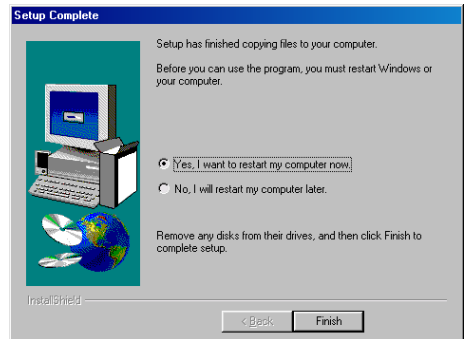 Setup Complete
Setup has finished copying files to your computer.
Before you can use the program, you must restart Windows or
your computer.
Yes, I want to restart my computer now.
No, I will restart my computer later.
Remove any disks from their drives, and then click Finish to
complete setup.
InstallShield
< Back
Finish